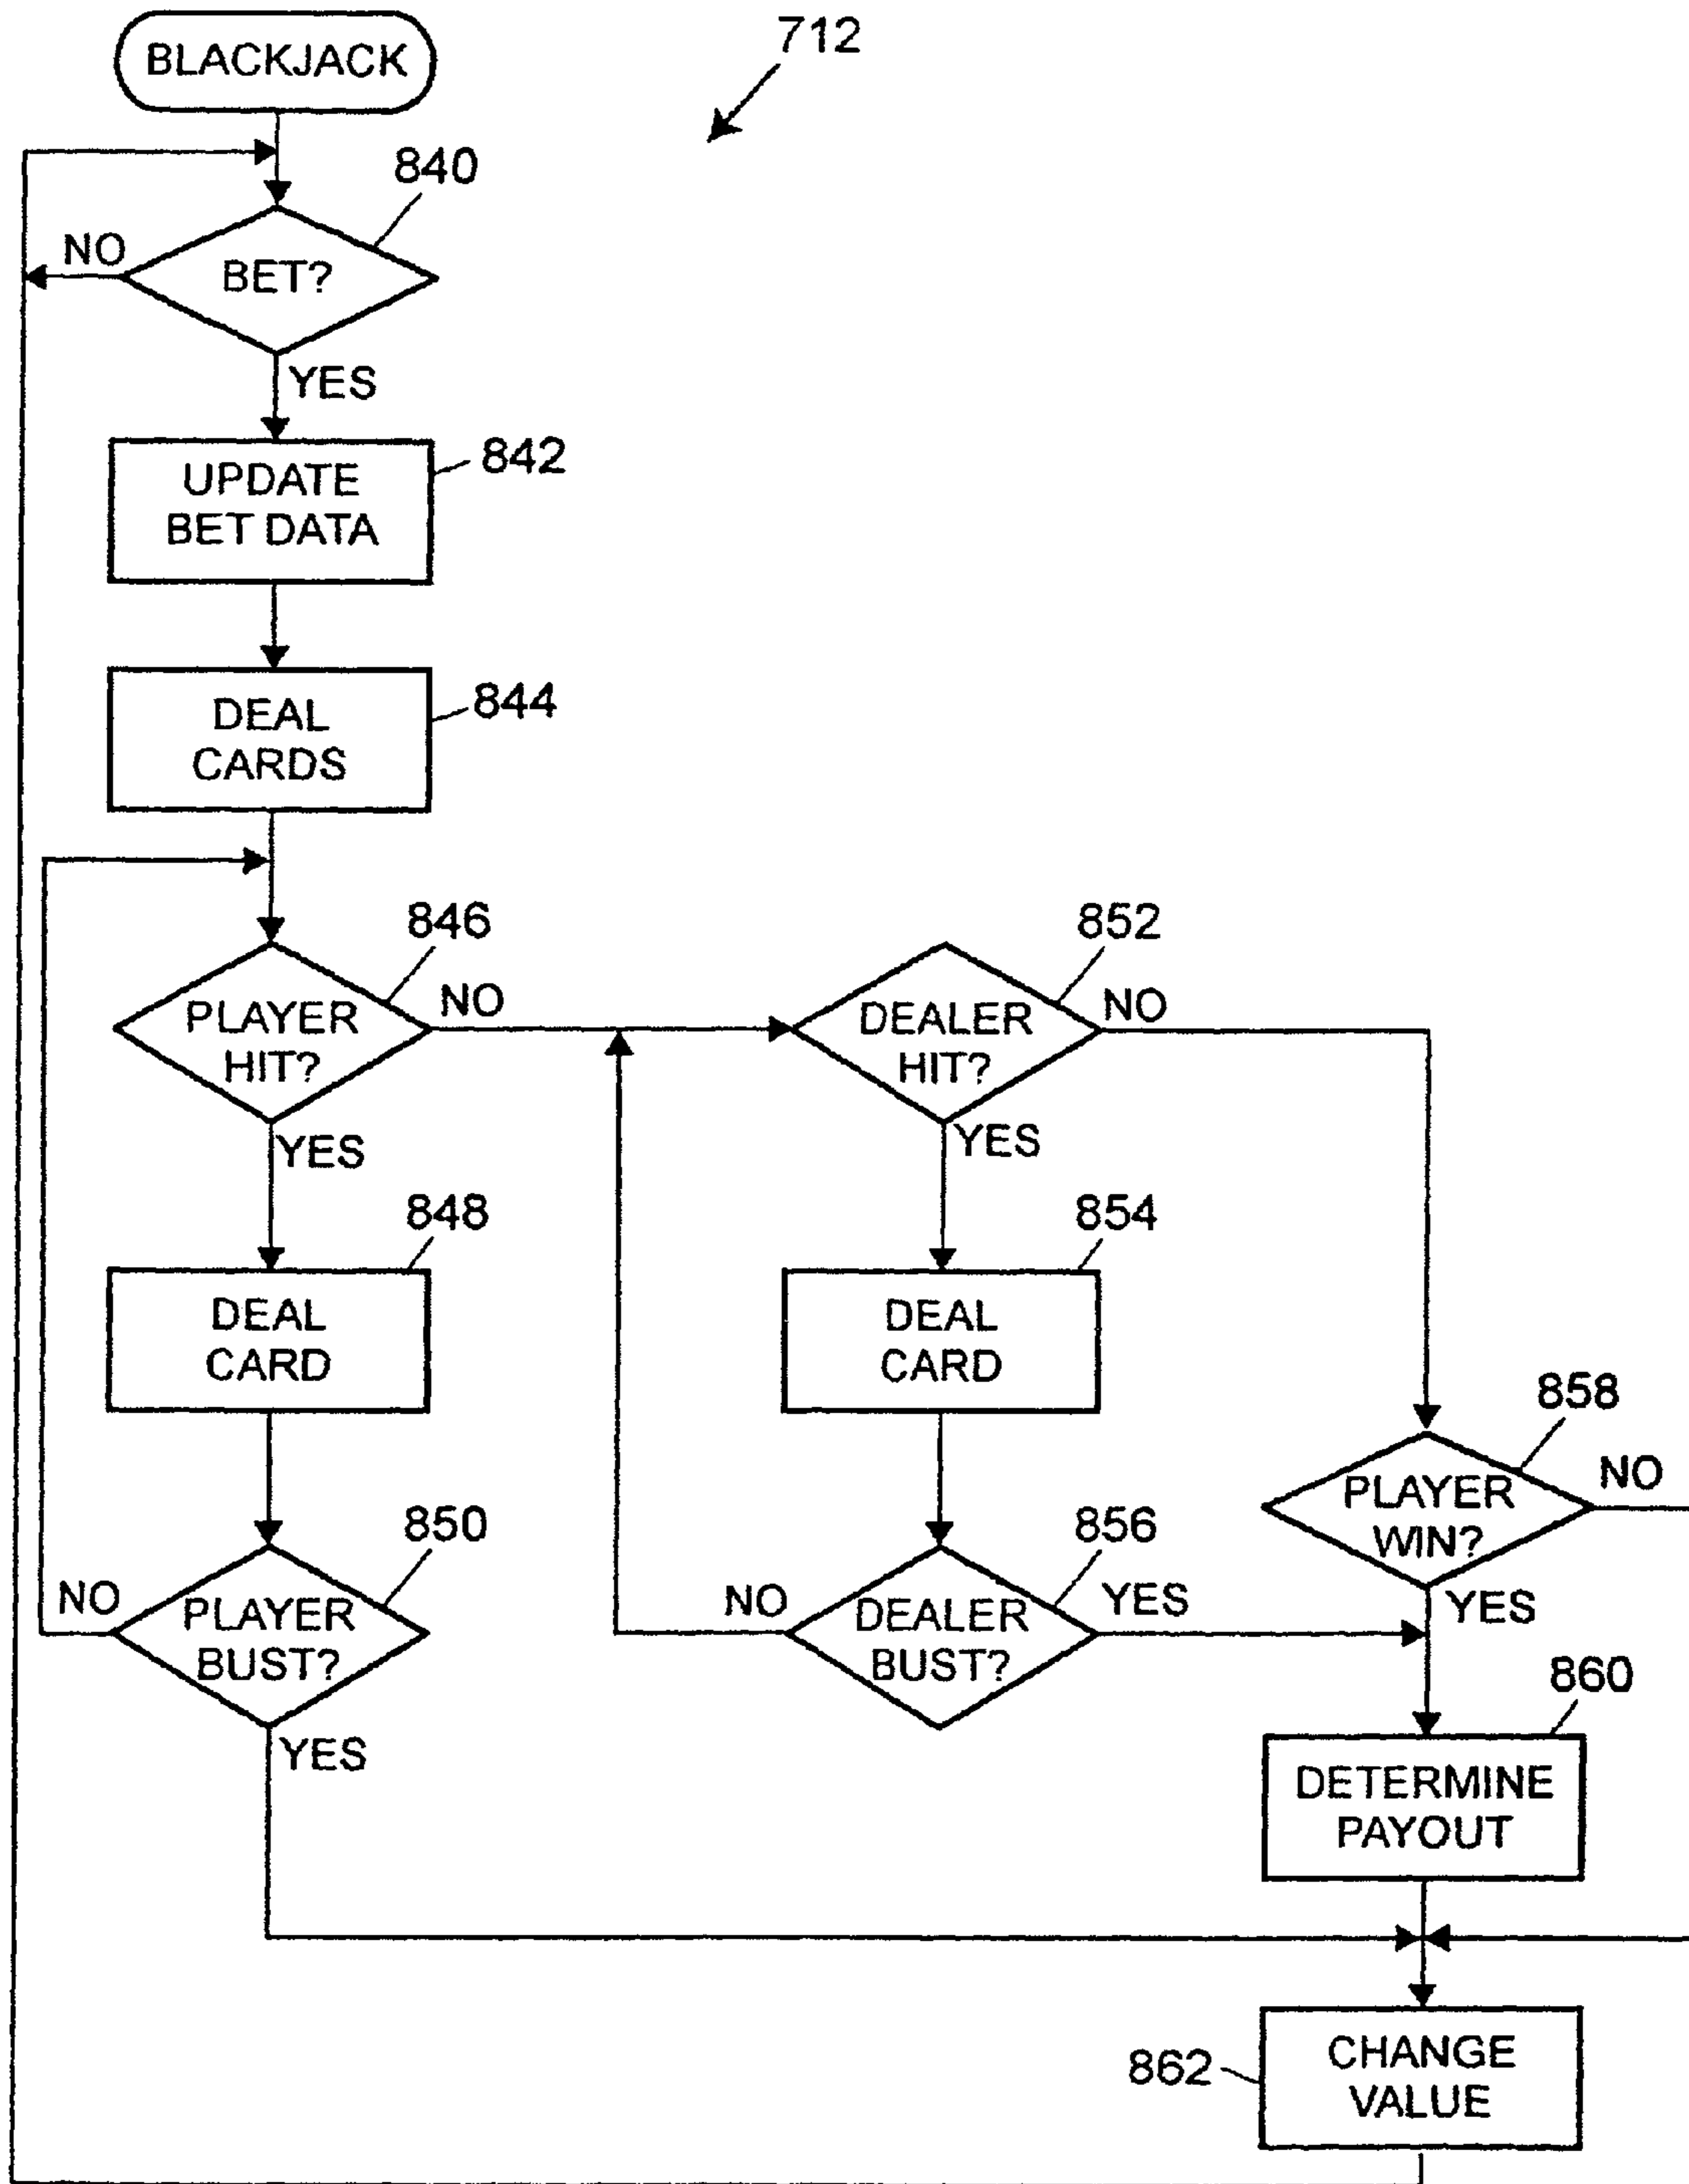 BLACKJACK
712
840
NO
BET?
YES
842
UPDATE
BET DATA
844
DEAL
CARDS
846
NO
PLAYER
HIT?
YES
852
NO
DEALER
HIT?
YES
848
DEAL
CARD
854
DEAL
CARD
858
NO
PLAYER
WIN?
YES
850
NO
PLAYER
BUST?
YES
856
NO
DEALER
BUST?
YES
860
DETERMINE
PAYOUT
862
CHANGE
VALUE